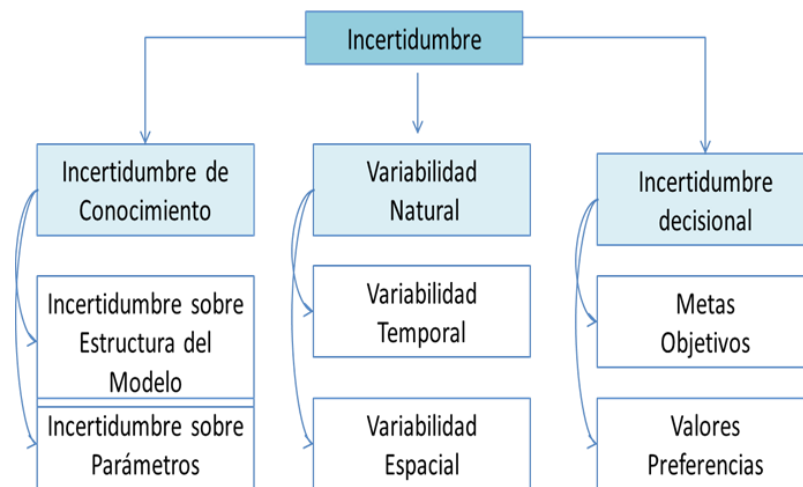 Incertidumbre
Incertidumbre de
Conocimiento
Incertidumbre sobre
Estructura del
Modelo
Incertidumbre sobre
Parámetros
Variabilidad
Natural
Variabilidad
Temporal
Variabilidad
Espacial
Incertidumbre
decisional
Metas
Objetivos
Valores
Preferencias